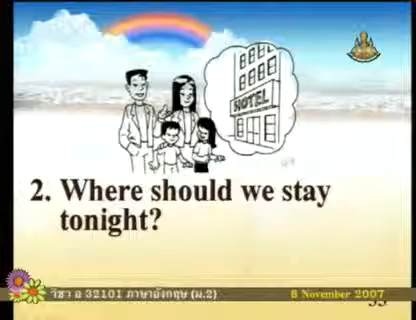 HOTEL
2. Where should we stay
tonight?
วิชา อ 32101 ภาษาอังกฤษ (ม.2)
8 November 2007